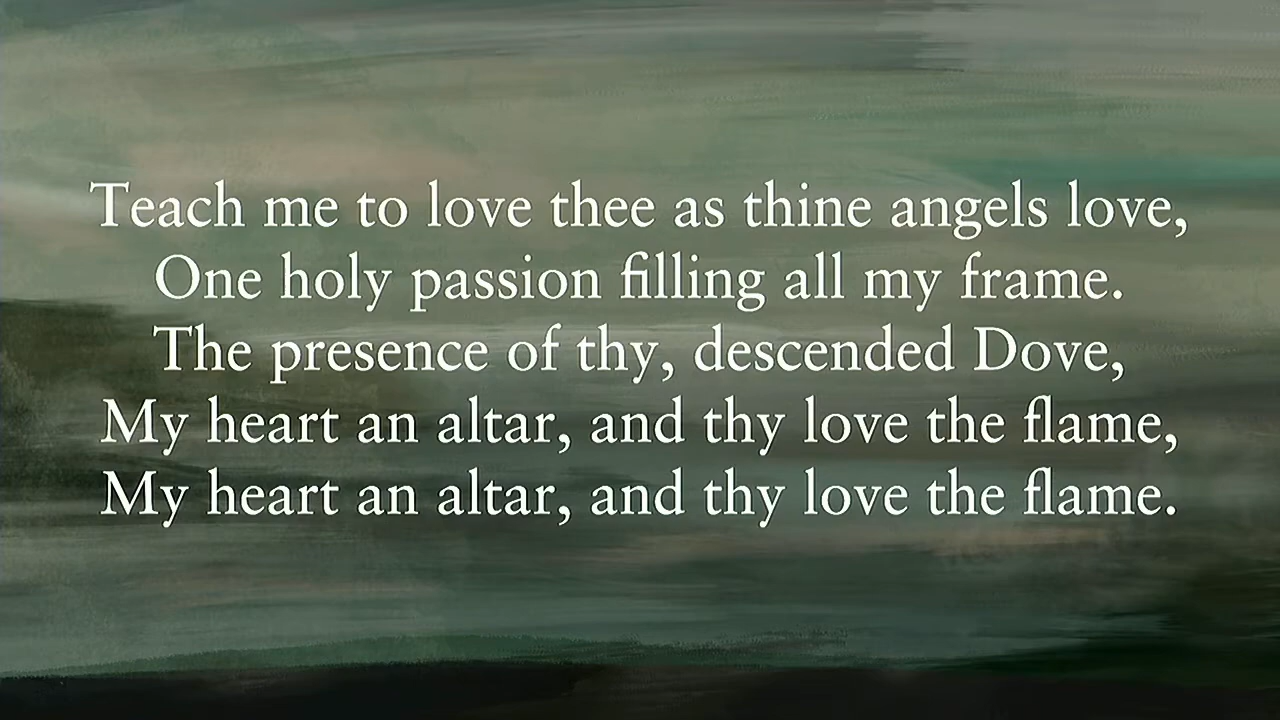 Teach me to love thee as thine angels love,
One holy passion filling all my frame.
The presence of thy, descended Dove,
My heart an altar, and thy love the flame,
My heart an altar, and thy love the flame.